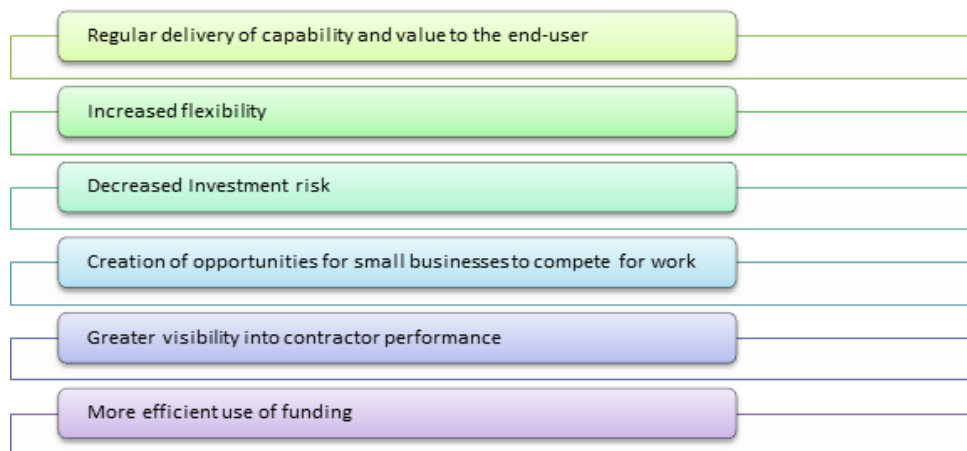 Regular delivery of capability and value to the end-user
Increased flexibility
Decreased Investment risk
Creation of opportunities for small businesses to compete for work
Greater visibility into contractor performance
More efficient use of funding